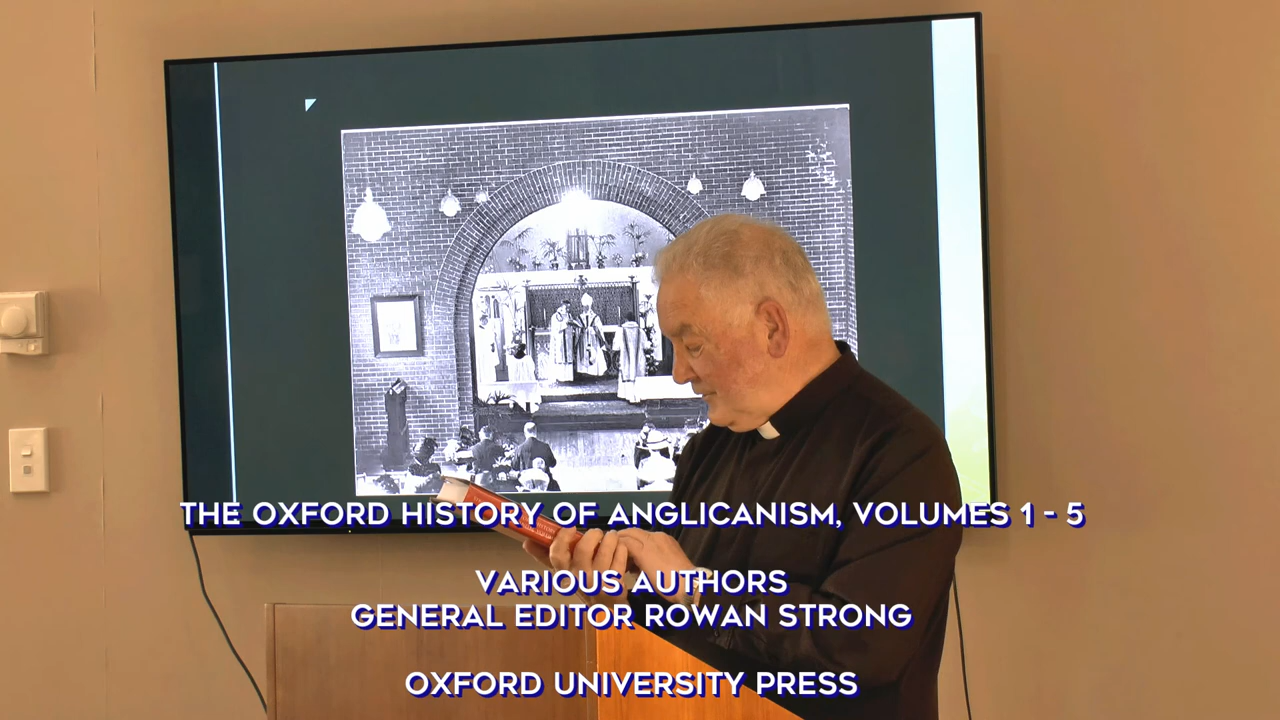 THE OXFORD HISTORY OF ANGLICANISM, VOLUMES 1 - 5
VARIOUS AUTHORS
GENERAL EDITOR ROWAN STRONG
OXFORD UNIVERSITY PRESS